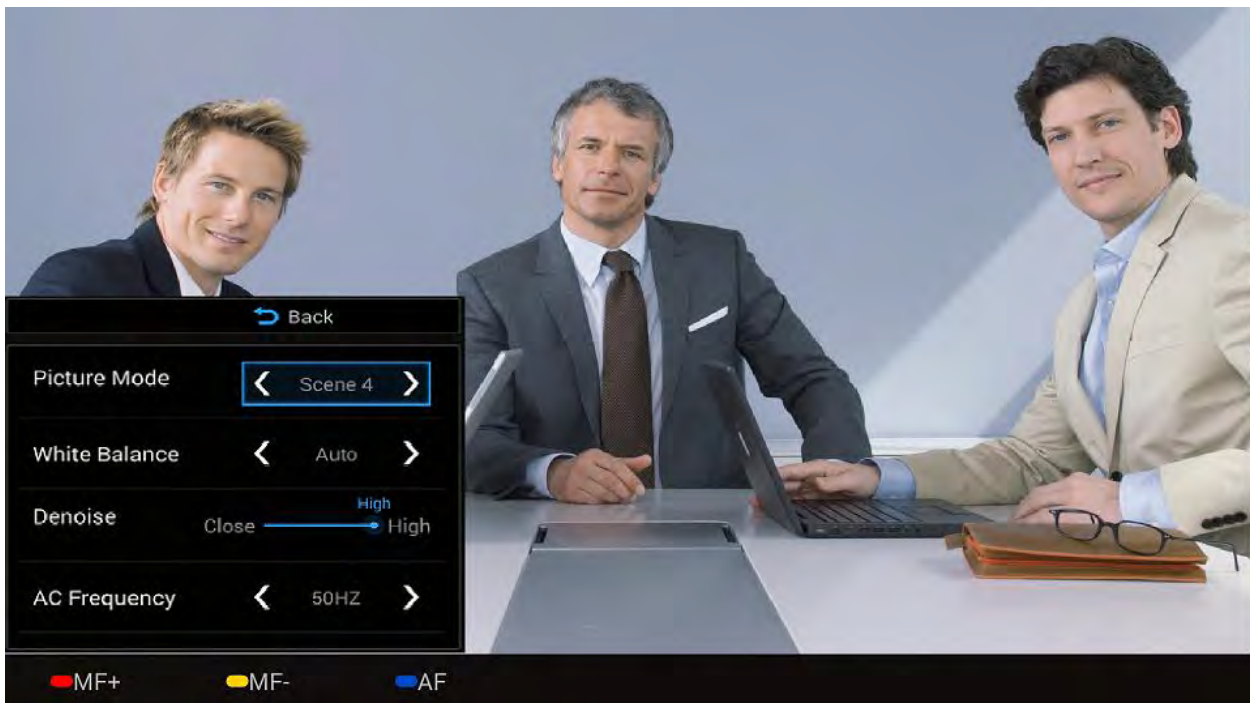 Back
Picture Mode
Scene 4
White Balance
Auto
High
Denoise
Close
High
AC Frequency
50HZ
MF+
MF-
AF